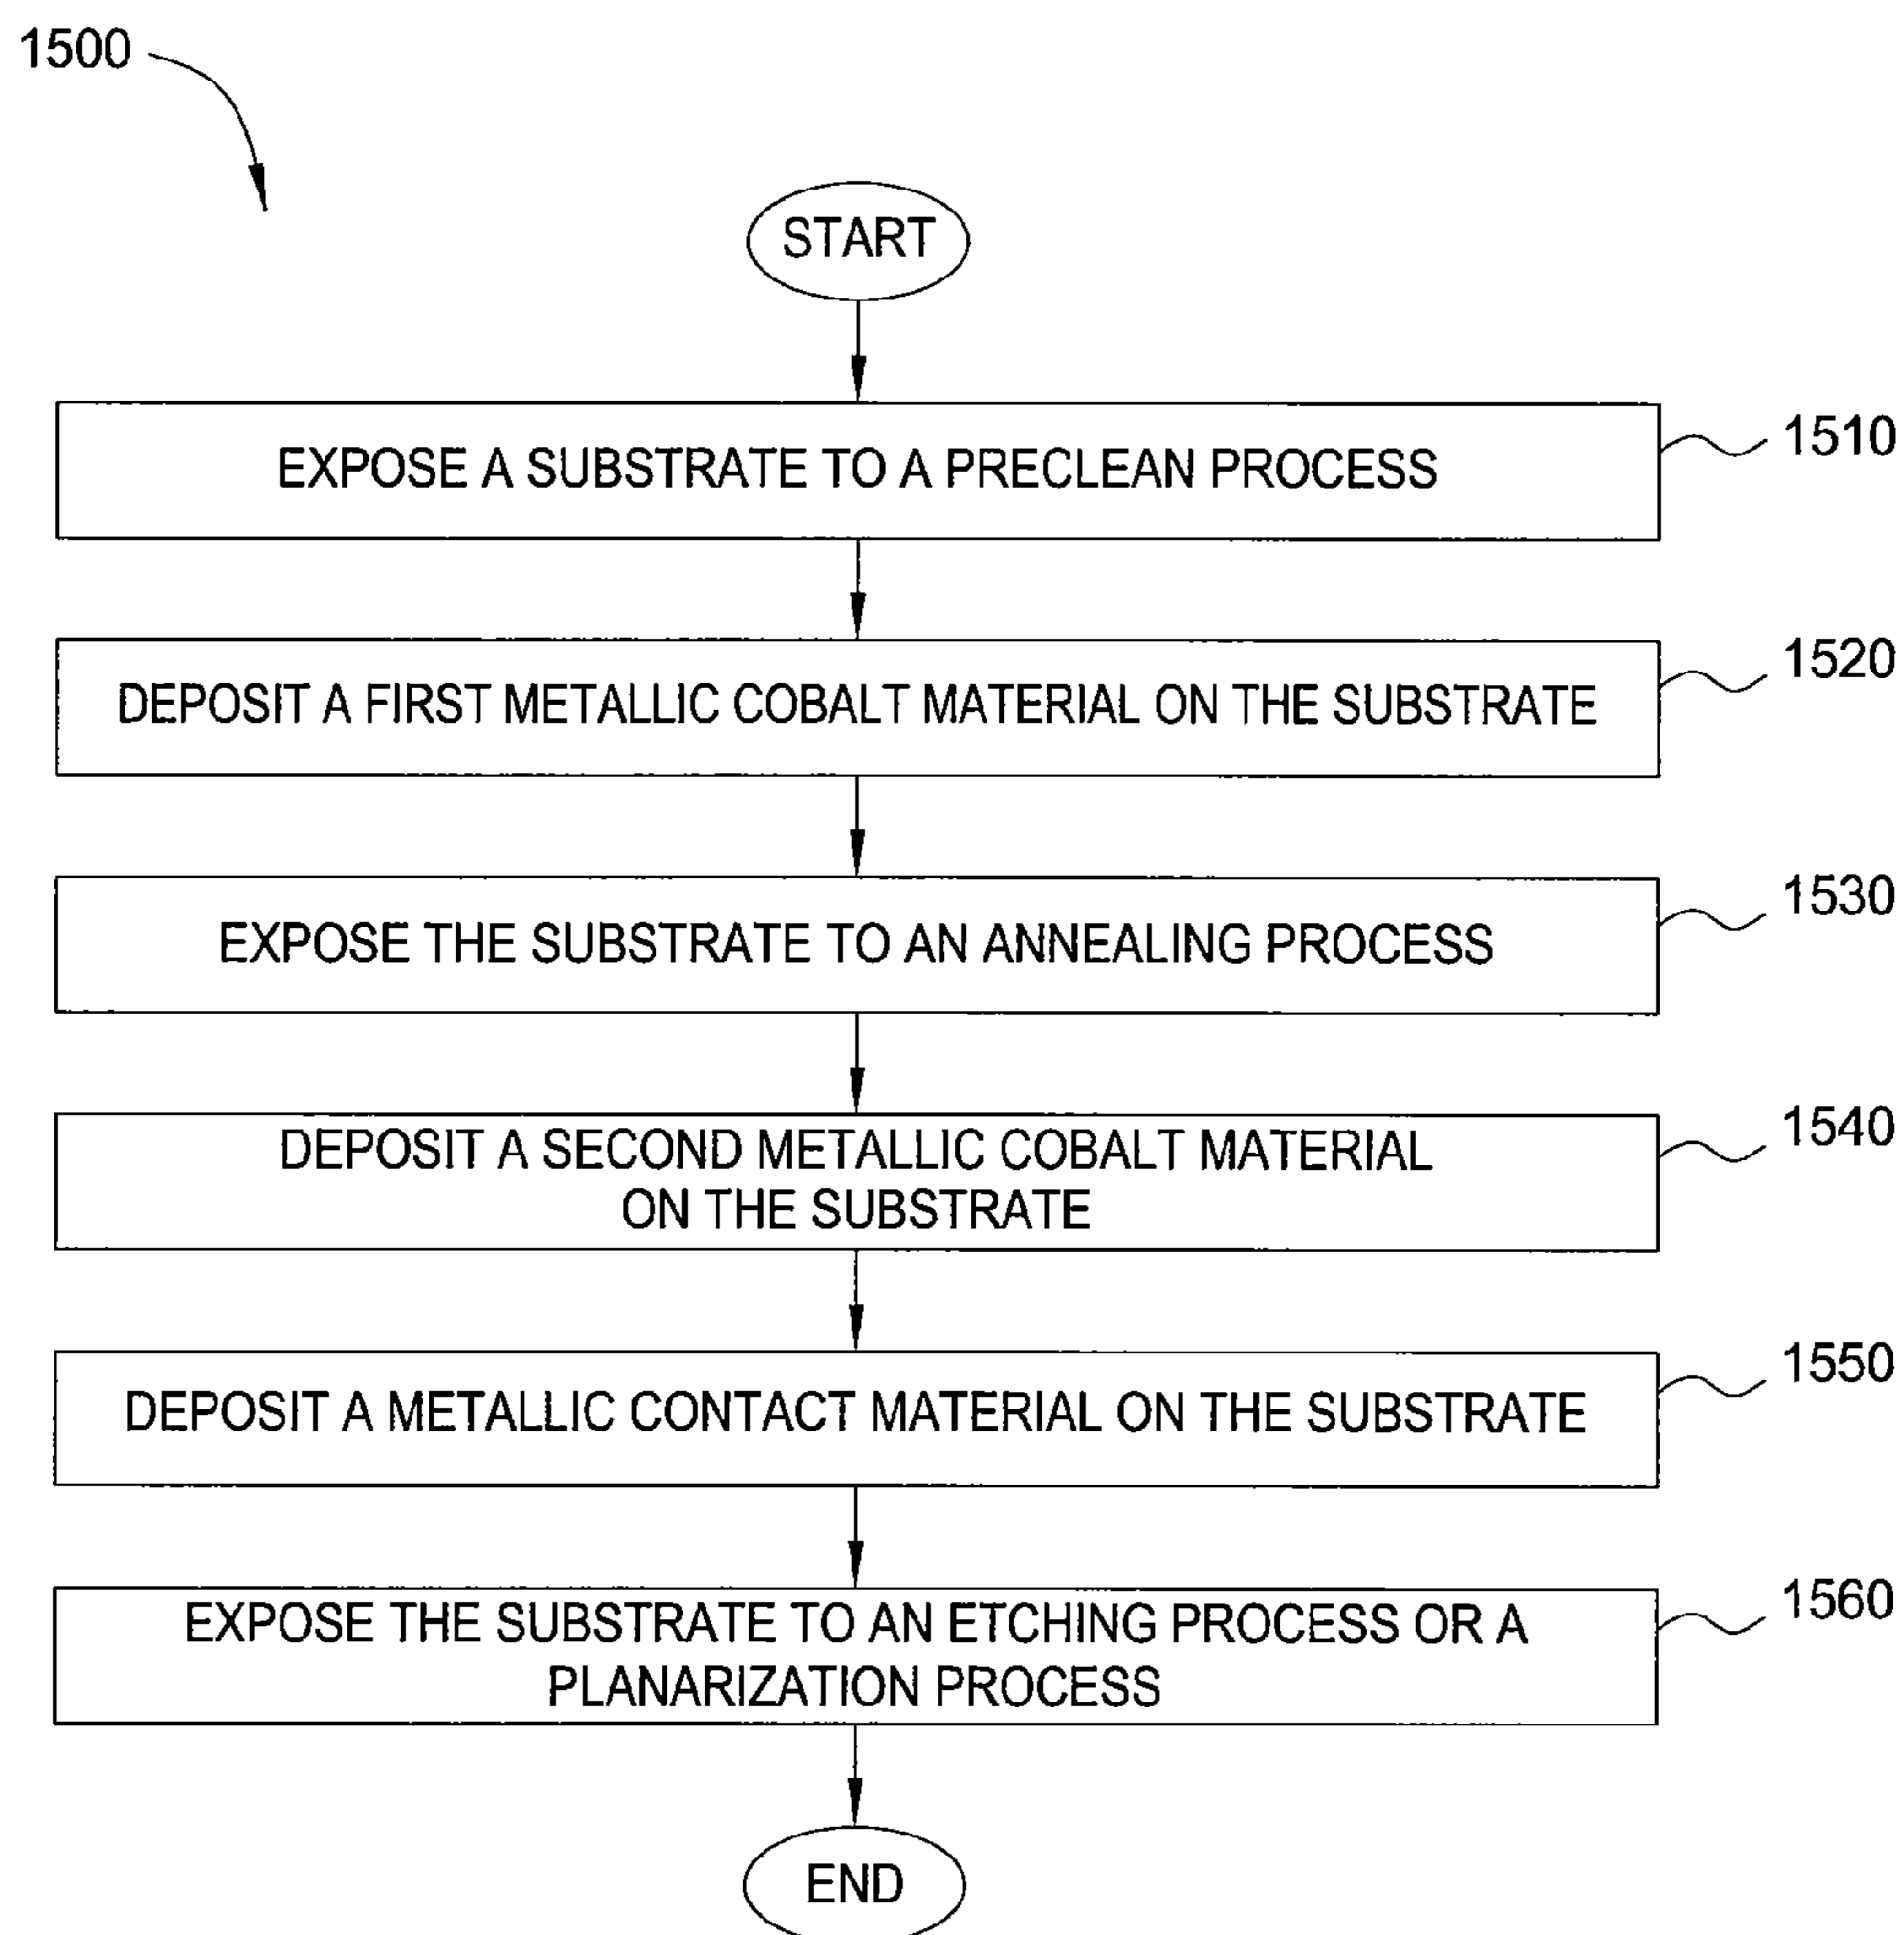 1500
START
EXPOSE A SUBSTRATE TO A PRECLEAN PROCESS
1510
DEPOSIT A FIRST METALLIC COBALT MATERIAL ON THE SUBSTRATE
1520
EXPOSE THE SUBSTRATE TO AN ANNEALING PROCESS
1530
DEPOSIT A SECOND METALLIC COBALT MATERIAL
ON THE SUBSTRATE
1540
DEPOSIT A METALLIC CONTACT MATERIAL ON THE SUBSTRATE
1550
EXPOSE THE SUBSTRATE TO AN ETCHING PROCESS OR A
PLANARIZATION PROCESS
1560
END